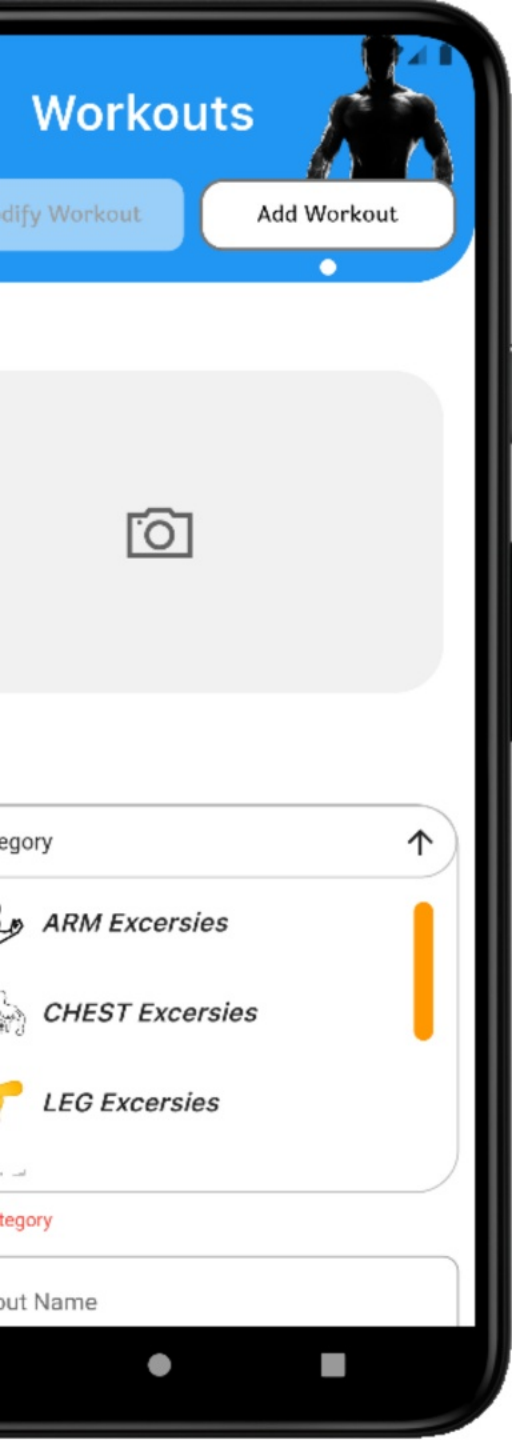 Workouts
dify Workout
Add Workout
egory
ARM Excersies
CHEST Excersies
LEG Excersies
tegory
out Name